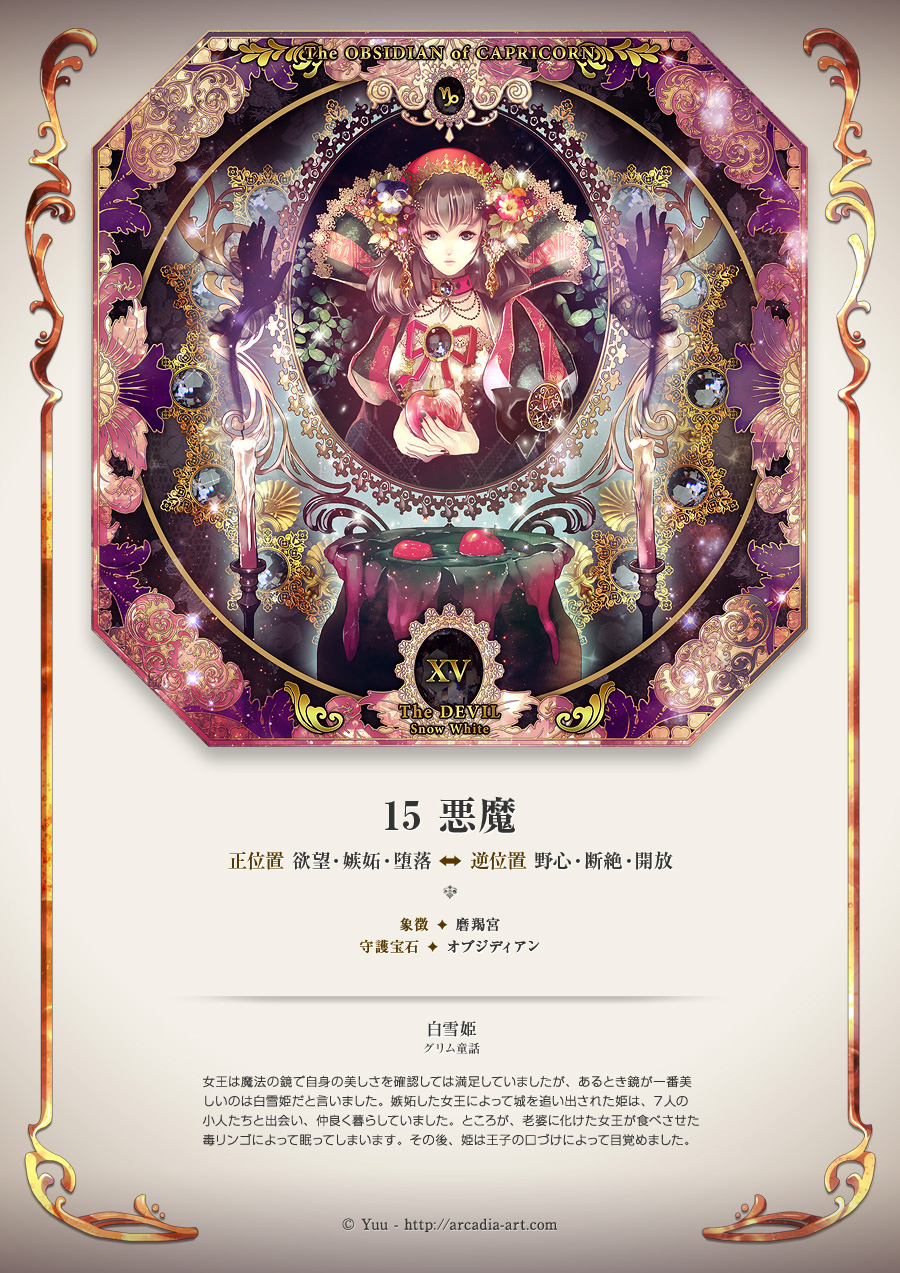 The OBSIDIAN of CAPRICORN
XV
The DEVIL
Snow White
15 悪魔
正位置 欲望・嫉妬・堕落 ⬌ 逆位置 野心・断絶・開放
象徴 ✦ 磨羯宮
守護宝石 ✦ オブジディアン
白雪姫
グリム童話
女王は魔法の鏡で自身の美しさを確認しては満足していましたが、あるとき鏡が一番美
しいのは白雪姫だと言いました。嫉妬した女王によって城を追い出された姫は、7人の
小人たちと出会い、仲良く暮らしていました。ところが、老婆に化けた女王が食べさせた
毒リンゴによって眠ってしまいます。その後、姫は王子の口づけによって目覚めました。
© Yuu - http://arcadia-art.com